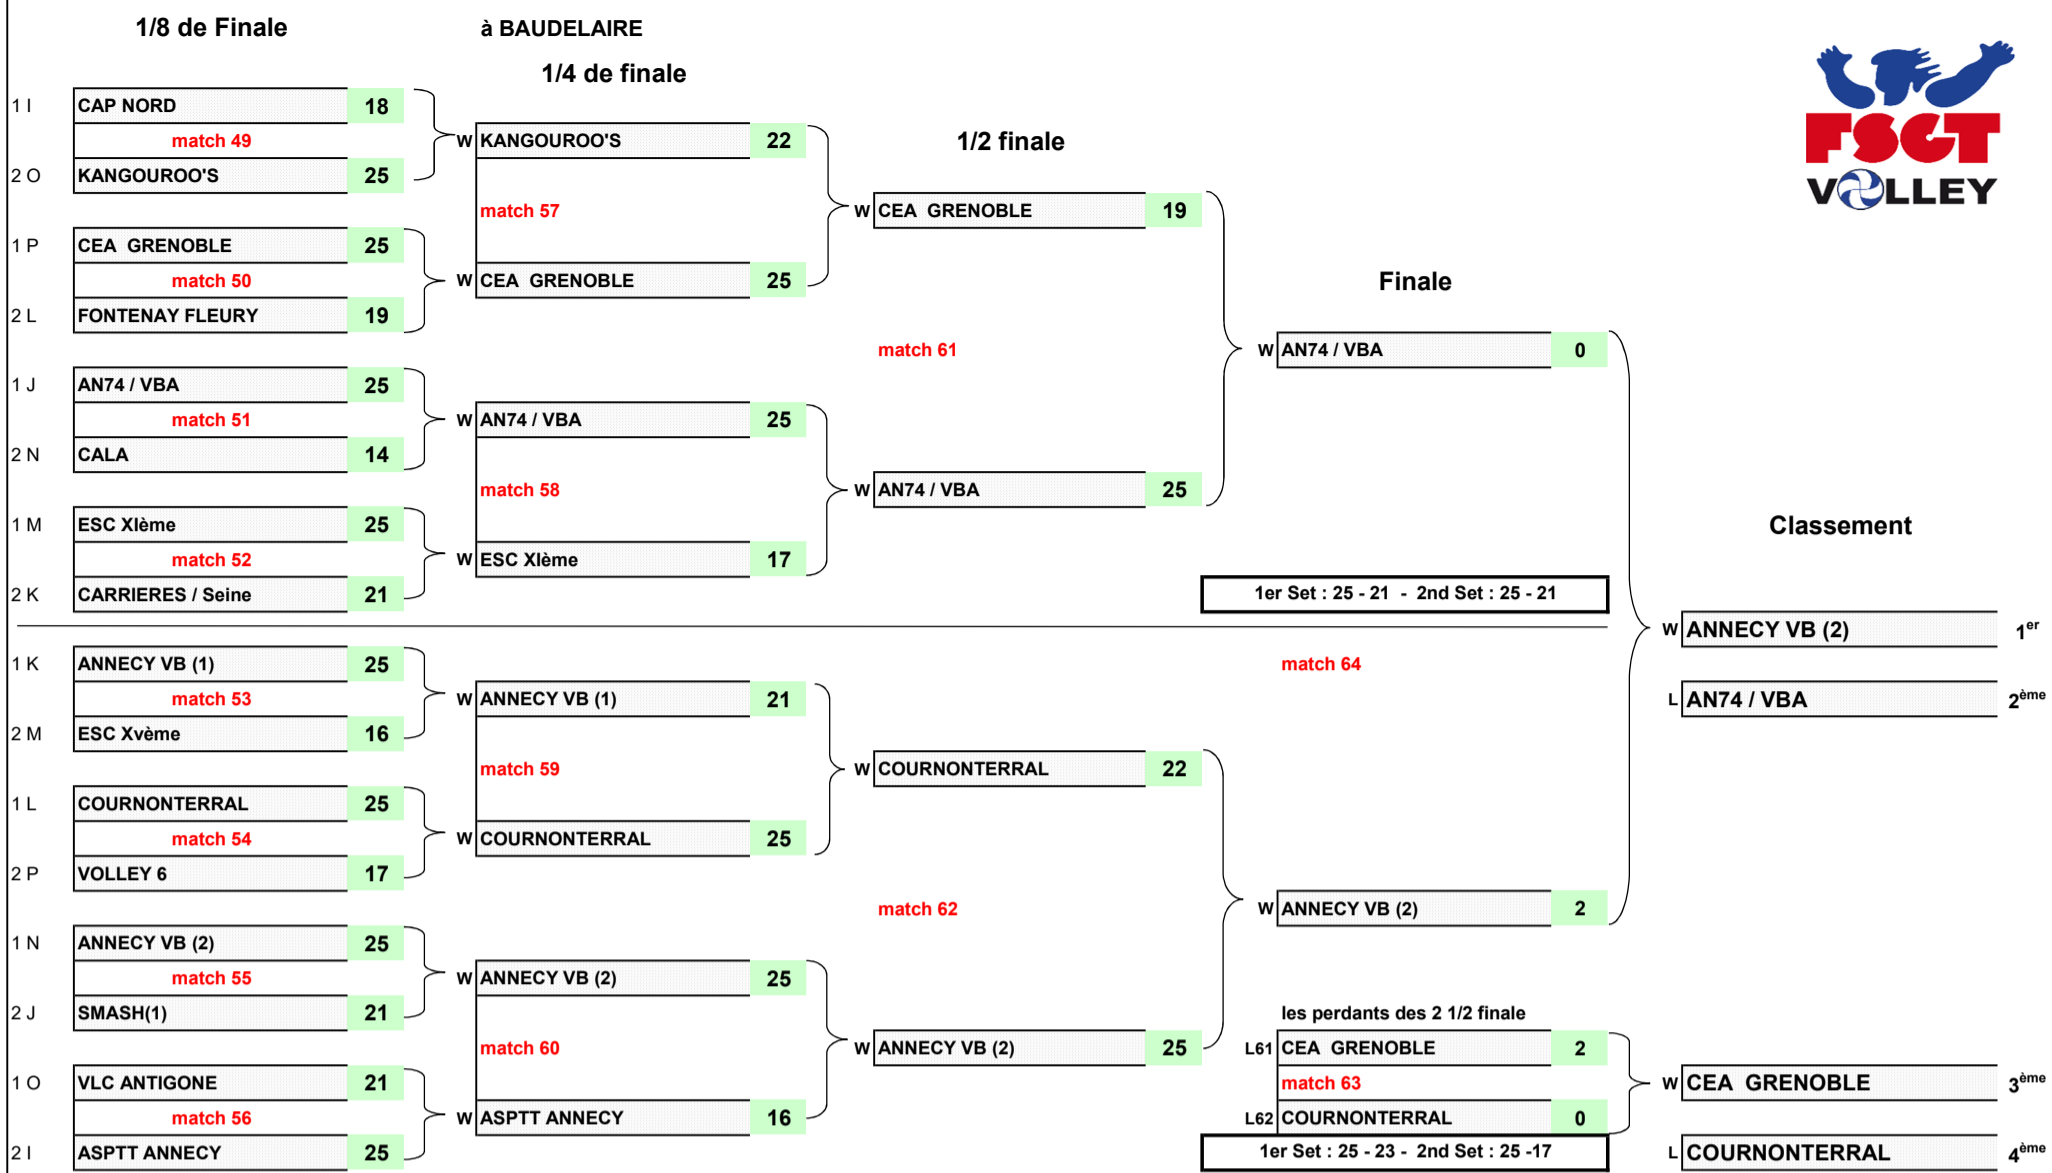 1/8 de Finale
à BAUDELAIRE
1/4 de finale
1 I CAP NORD 18
match 49
2 O KANGOUROO'S 25
W KANGOUROO'S 22
match 57
W CEA GRENOBLE 25
1/2 finale
W CEA GRENOBLE 19
FSGT
VOLLEY
1 P CEA GRENOBLE 25
match 50
2 L FONTENAY FLEURY 19
Finale
match 61
W AN74 / VBA 0
1 J AN74 / VBA 25
match 51
2 N CALA 14
W AN74 / VBA 25
match 58
W ESC XIème 17
W AN74 / VBA 25
1 M ESC XIème 25
match 52
2 K CARRIERES / Seine 21
Classement
1er Set : 25 - 21 - 2nd Set : 25 - 21
W ANNECY VB (2) 1er
match 64
L AN74 / VBA 2ème
1 K ANNECY VB (1) 25
match 53
2 M ESC Xvème 16
W ANNECY VB (1) 21
match 59
W COURNONTERRAL 25
W COURNONTERRAL 22
1 L COURNONTERRAL 25
match 54
2 P VOLLEY 6 17
match 62
W ANNECY VB (2) 2
1 N ANNECY VB (2) 25
match 55
2 J SMASH(1) 21
W ANNECY VB (2) 25
match 60
W ASPTT ANNECY 16
W ANNECY VB (2) 25
1 O VLC ANTIGONE 21
match 56
2 I ASPTT ANNECY 25
les perdants des 2 1/2 finale
L61 CEA GRENOBLE 2
match 63
L62 COURNONTERRAL 0
1er Set : 25 - 23 - 2nd Set : 25 -17
W CEA GRENOBLE 3ème
L COURNONTERRAL 4ème